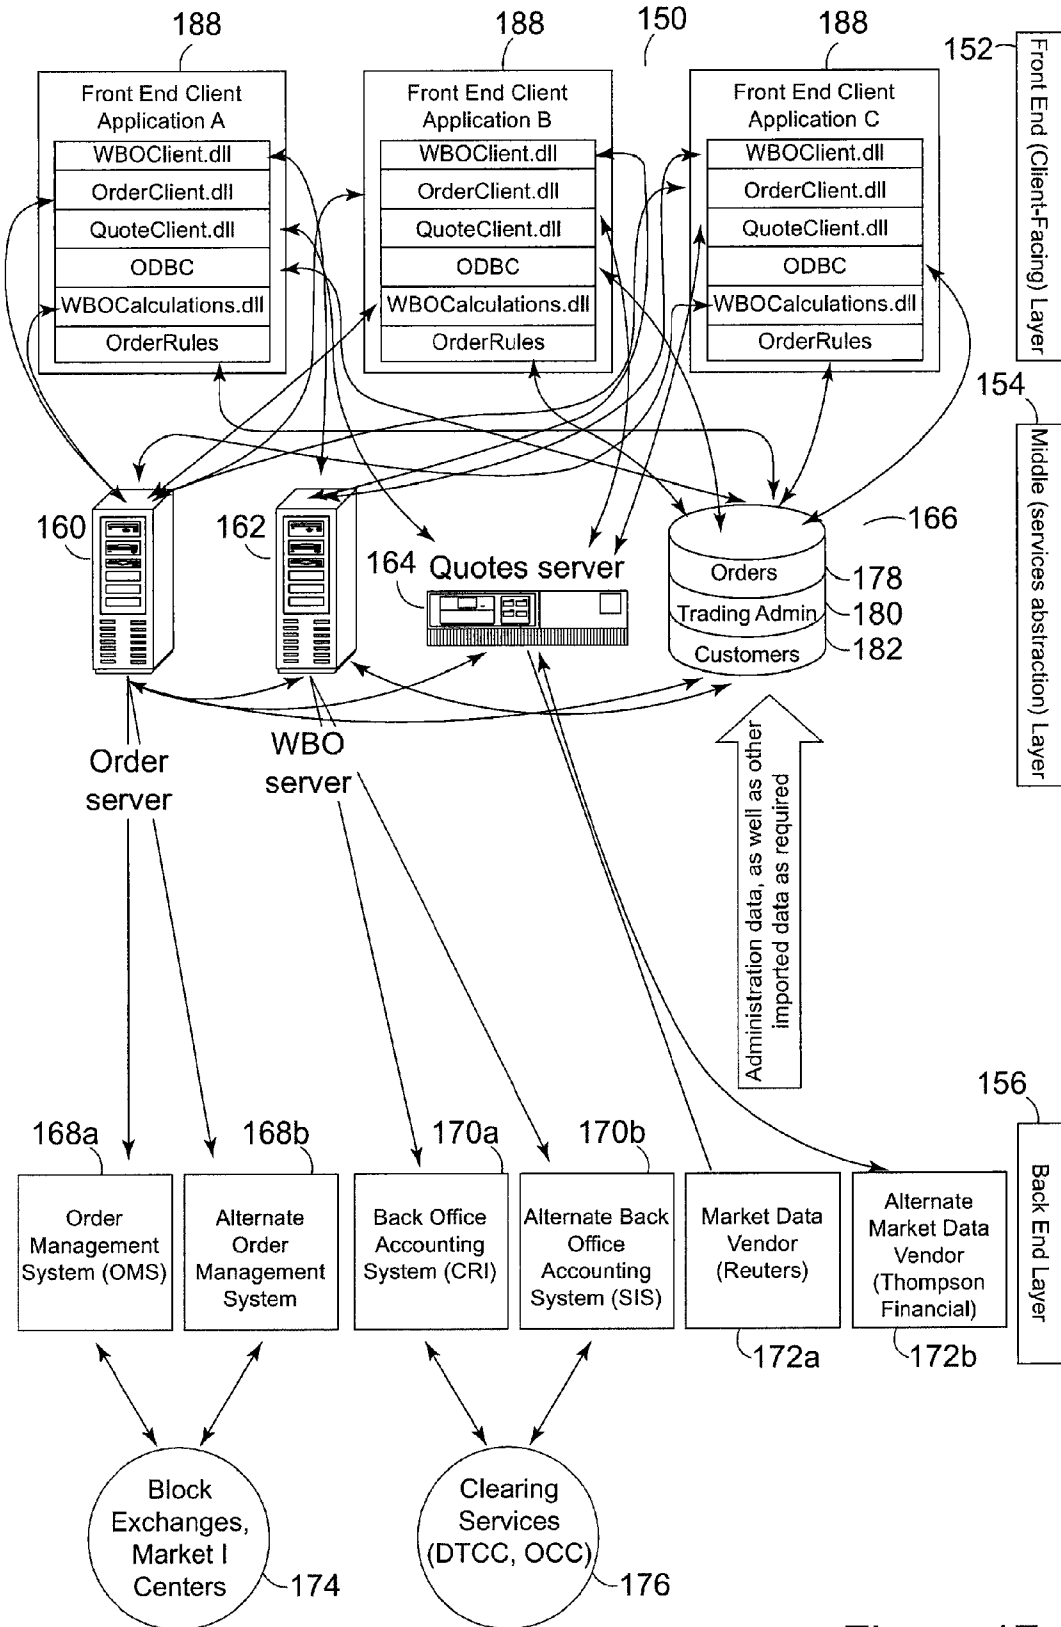 188
188
150
188
152
Front End (Client-Facing) Layer
Front End Client
Application A
WBOClient.dll
OrderClient.dll
QuoteClient.dll
ODBC
WBOCalculations.dll
OrderRules
Front End Client
Application B
WBOClient.dll
OrderClient.dll
QuoteClient.dll
ODBC
WBOCalculations.dll
OrderRules
Front End Client
Application C
WBOClient.dll
OrderClient.dll
QuoteClient.dll
ODBC
WBOCalculations.dll
OrderRules
154
Middle (services abstraction) Layer
160
162
164
Quotes server
166
Orders
178
Trading Admin
180
Customers
182
Order
server
WBO
server
Administration data, as well as other
imported data as required
156
Back End Layer
168a
168b
170a
170b
Order
Management
System (OMS)
Alternate
Order
Management
System
Back Office
Accounting
System (CRI)
Alternate Back
Office
Accounting
System (SIS)
Market Data
Vendor
(Reuters)
Alternate
Market Data
Vendor
(Thompson
Financial)
172a
172b
Block
Exchanges,
Market I
Centers
174
Clearing
Services
(DTCC, OCC)
176